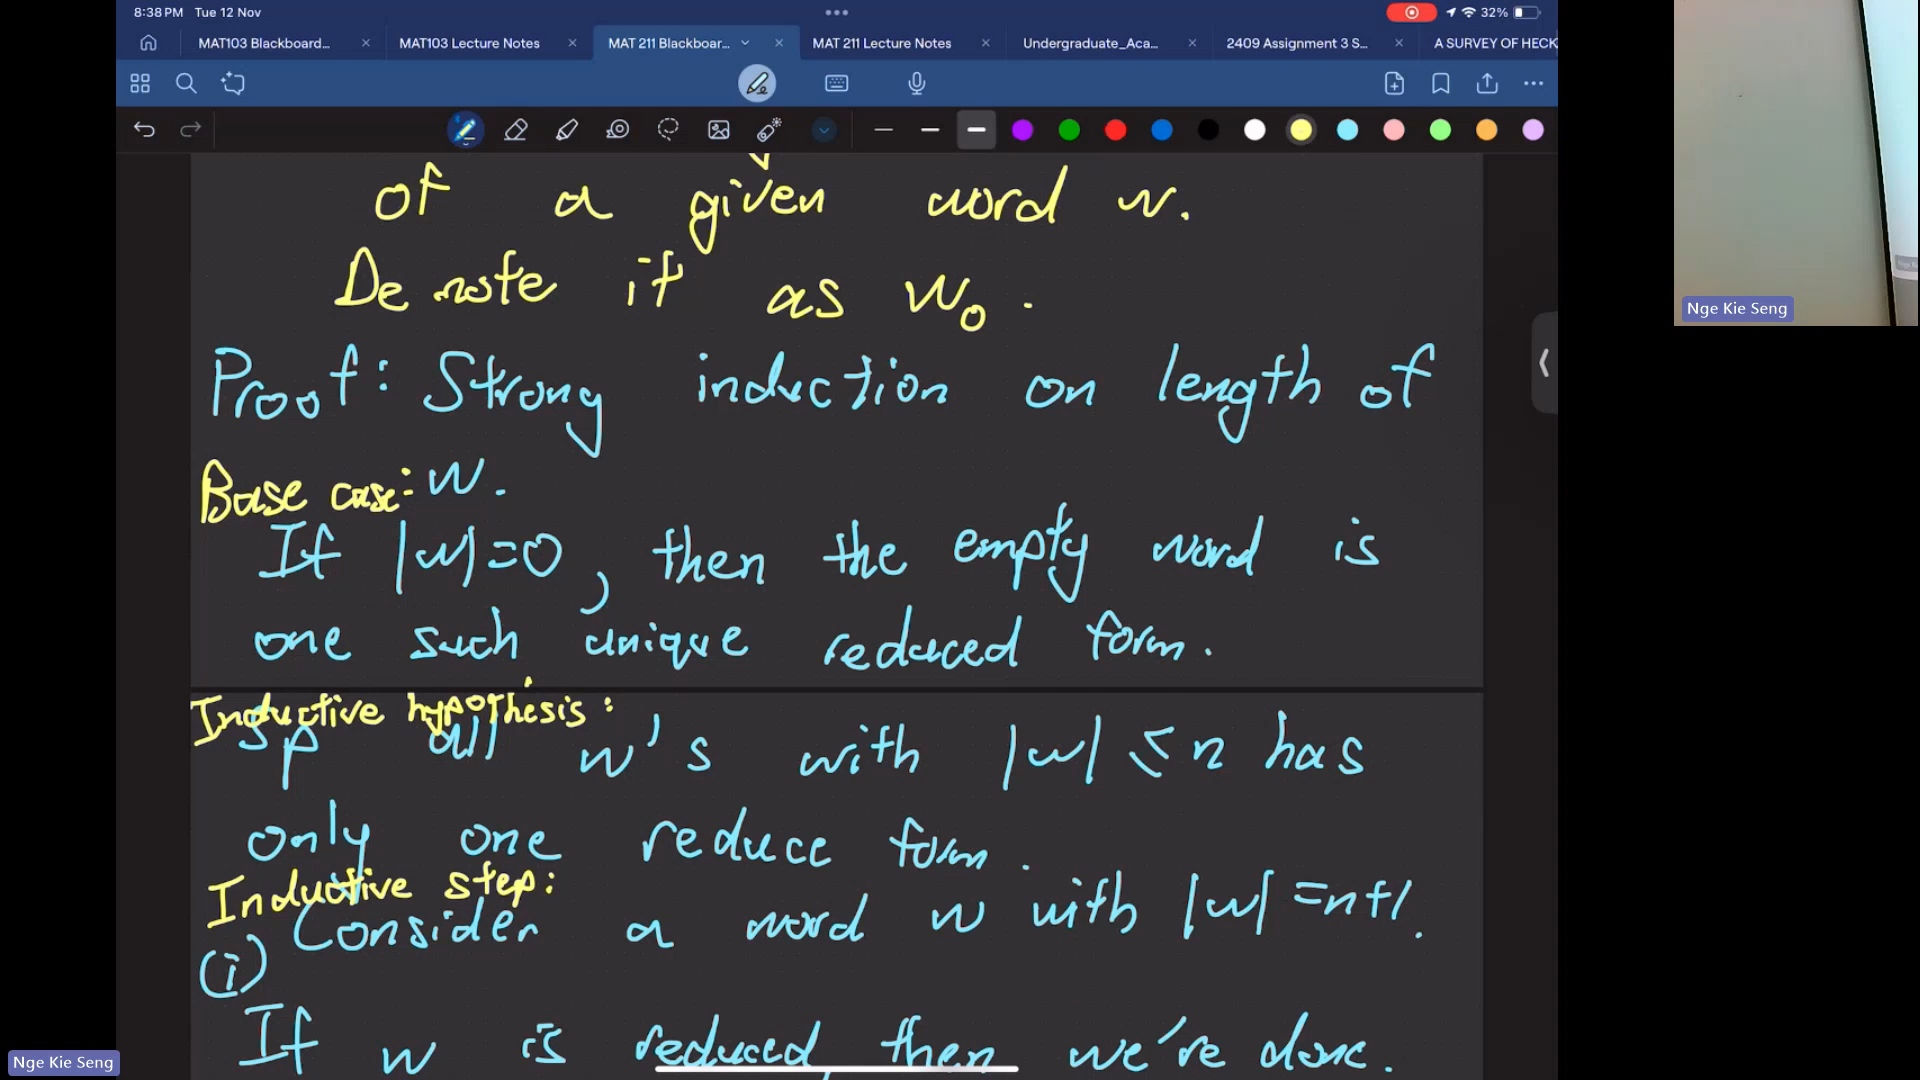 8:38 PM Tue 12 Nov
32%
MAT103 Blackboard...
MAT103 Lecture Notes
MAT 211 Blackboar...
MAT 211 Lecture Notes
Undergraduate_Aca...
2409 Assignment 3 S...
A SURVEY OF HECK
of a given word w.
Denote it as w₀.
Proof: Strong induction on length of
Base case: w.
If |w|=0, then the empty word is
one such unique reduced form.
Inductive hypothesis:
Sp all w's with |w| ≤ n has
only one reduce form.
Inductive step:
Consider a word w with |w| =n+1.
(i)
If w is reduced, then we're done.
Nge Kie Seng
Nge Kie Seng